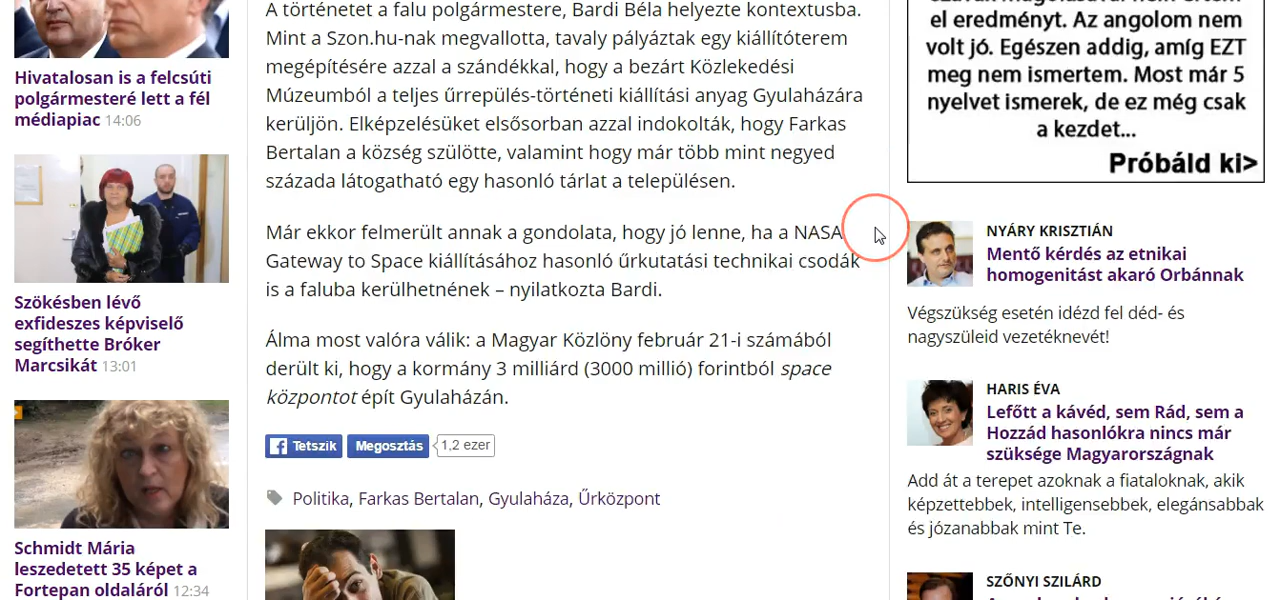 Hivatalosan is a felcsúti
polgármesteré lett a fél
médiapiac 14:06
Szökésben lévő
exfideszes képviselő
segíthette Bróker
Marcsikát 13:01
Schmidt Mária
leszedetett 35 képet a
Fortepan oldaláról 12:34
A történetet a falu polgármestere, Bardi Béla helyezte kontextusba.
Mint a Szon.hu-nak megvallotta, tavaly pályáztak egy kiállítóterem
megépítésére azzal a szándékkal, hogy a bezárt Közlekedési
Múzeumból a teljes űrrepülés-történeti kiállítási anyag Gyulaházára
kerüljön. Elképzelésüket elsősorban azzal indokolták, hogy Farkas
Bertalan a község szülötte, valamint hogy már több mint negyed
százada látogatható egy hasonló tárlat a településen.
Már ekkor felmerült annak a gondolata, hogy jó lenne, ha a NASA
Gateway to Space kiállításához hasonló űrkutatási technikai csodák
is a faluba kerülhetnének – nyilatkozta Bardi.
Álma most valóra válik: a Magyar Közlöny február 21-i számából
derült ki, hogy a kormány 3 milliárd (3000 millió) forintból space
központot épít Gyulaházán.
Tetszik Megosztás 1,2 ezer
Politika, Farkas Bertalan, Gyulaháza, Űrközpont
el eredményt. Az angolom nem
volt jó. Egészen addig, amíg EZT
meg nem ismertem. Most már 5
nyelvet ismerek, de ez még csak
a kezdet...
Próbáld ki>
NYÁRY KRISZTIÁN
Mentő kérdés az etnikai
homogenitást akaró Orbánnak
Végszükség esetén idézd fel déd- és
nagyszüleid vezetéknevét!
HARIS ÉVA
Lefőtt a kávéd, sem Rád, sem a
Hozzád hasonlókra nincs már
szüksége Magyarországnak
Add át a terepet azoknak a fiataloknak, akik
képzettebbek, intelligensebbek, elegánsabbak
és józanabbak mint Te.
SZŐNYI SZILÁRD